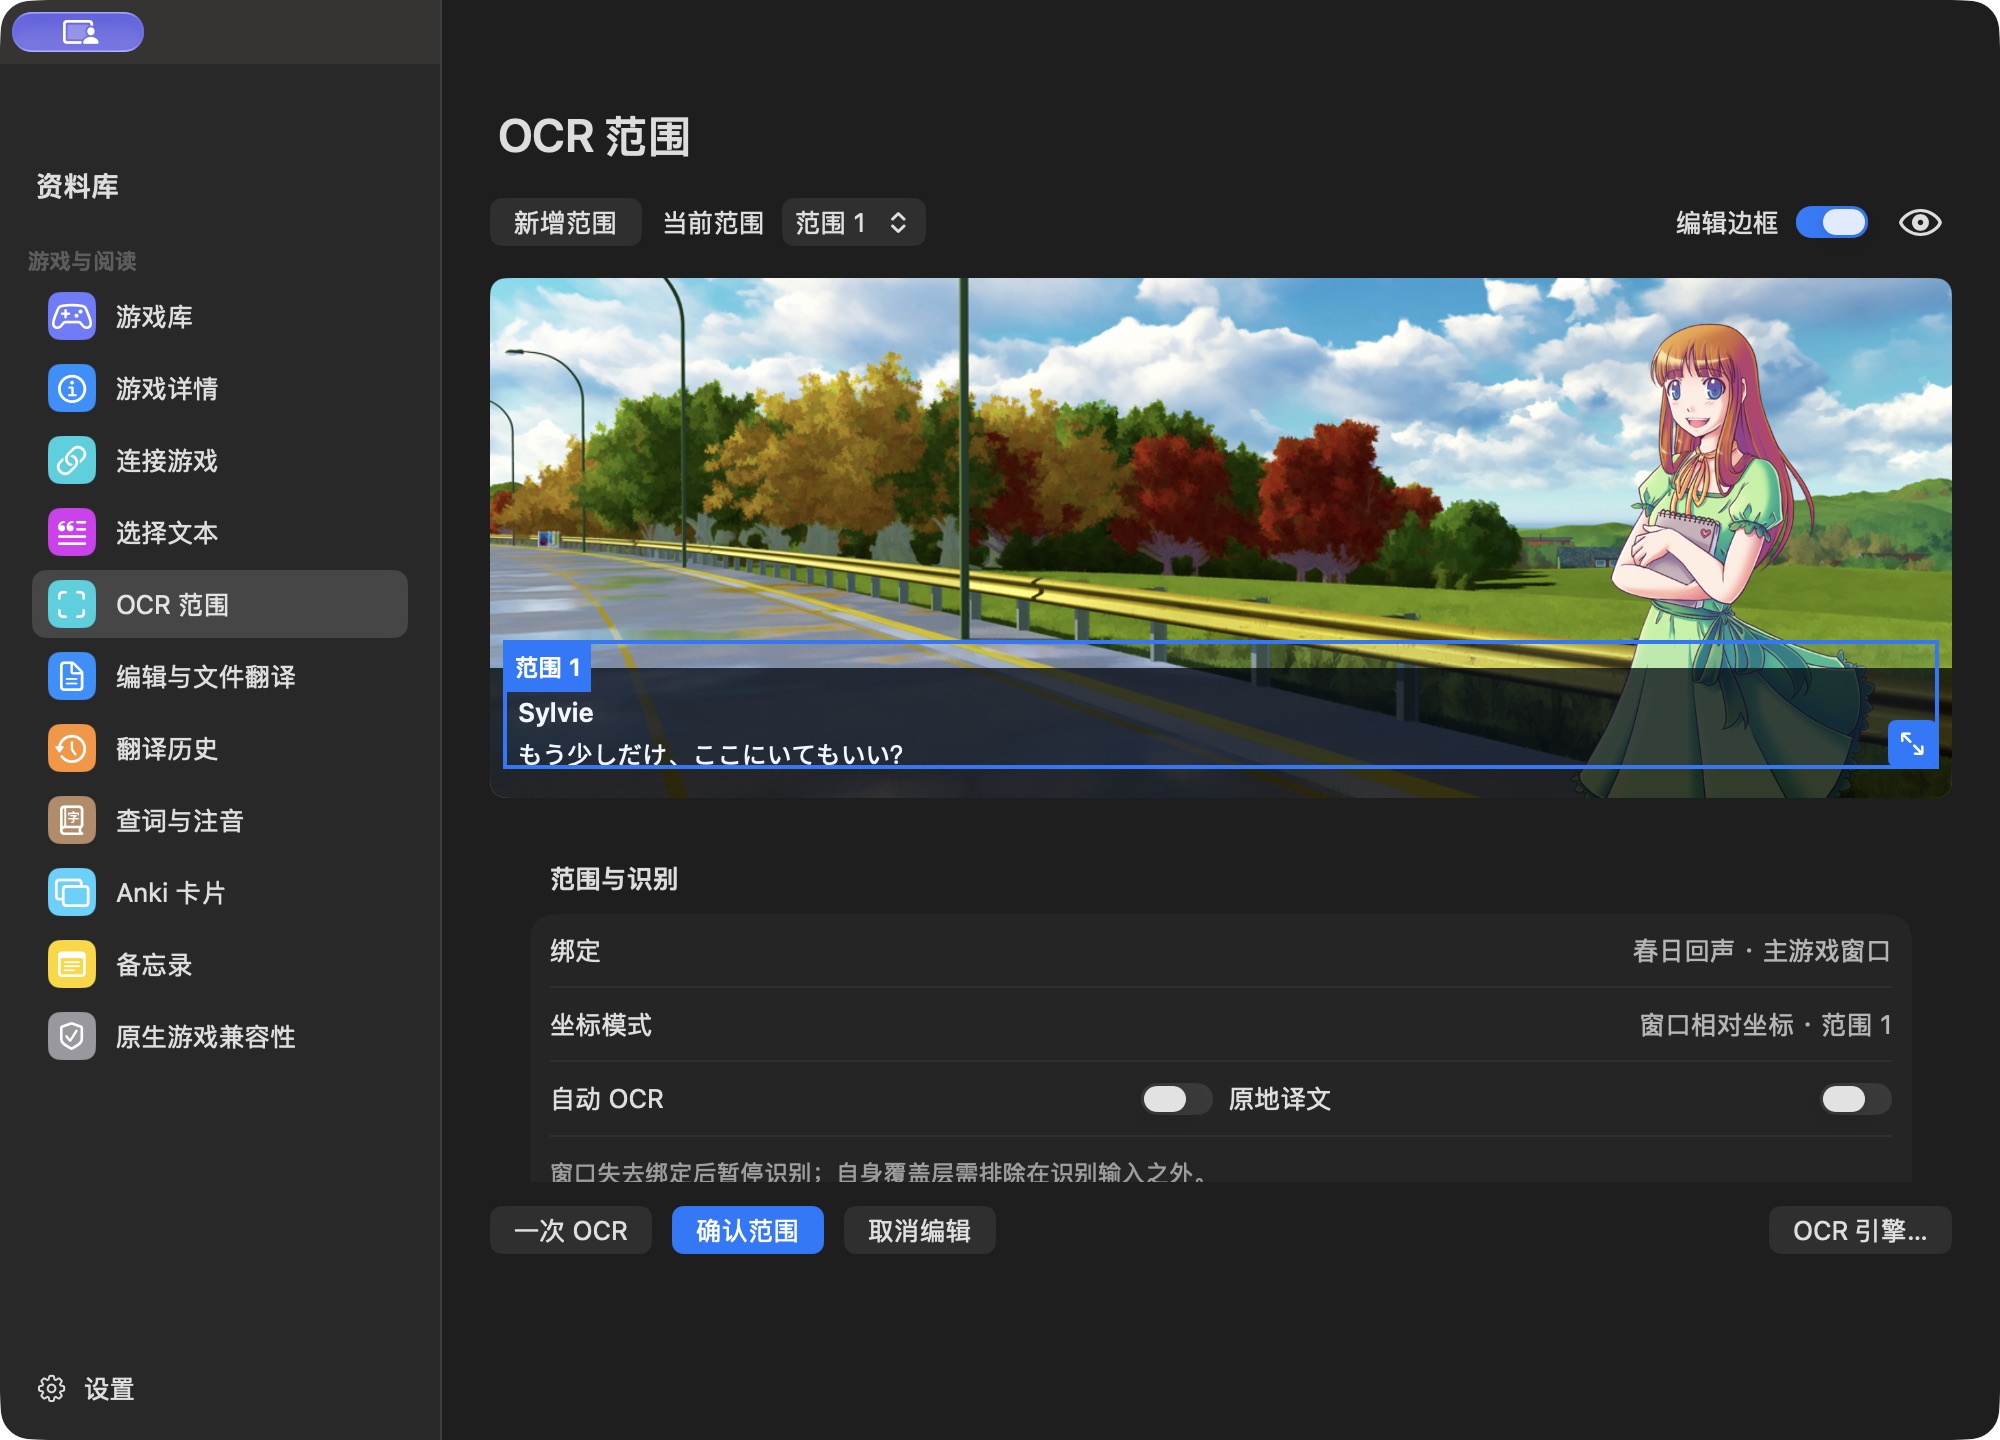 资料库
游戏与阅读
游戏库
游戏详情
连接游戏
选择文本
OCR 范围
编辑与文件翻译
翻译历史
字
查词与注音
Anki 卡片
备忘录
原生游戏兼容性
设置
OCR 范围
新增范围 当前范围 范围 1 编辑边框
范围 1
Sylvie
もう少しだけ、ここにいてもいい?
范围与识别
绑定 春日回声 · 主游戏窗口
坐标模式 窗口相对坐标 · 范围 1
自动 OCR 原地译文
窗口失去绑定后暂停识别；自身覆盖层需排除在识别输入之外。
一次 OCR 确认范围 取消编辑 OCR 引擎...